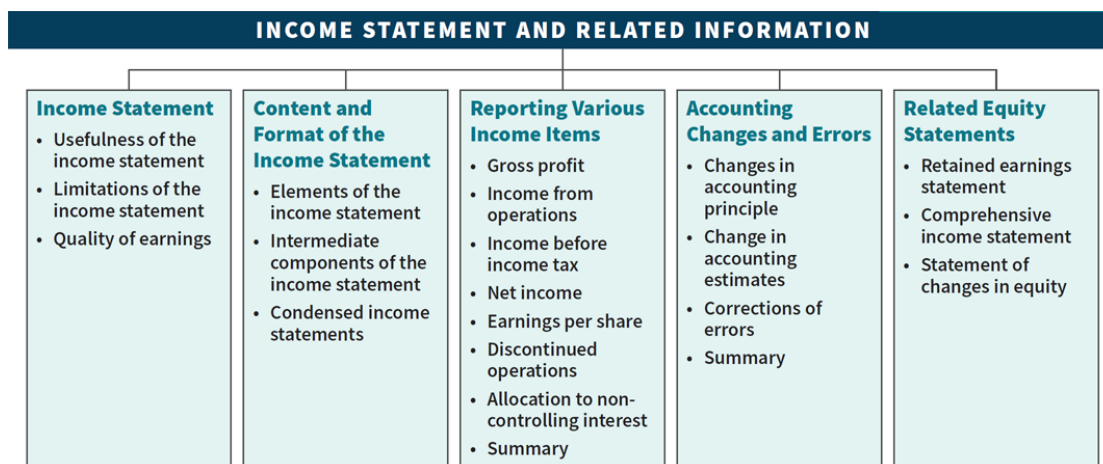 INCOME STATEMENT AND RELATED INFORMATION
Income Statement
• Usefulness of the
income statement
• Limitations of the
income statement
• Quality of earnings
Content and
Format of the
Income Statement
• Elements of the
income statement
• Intermediate
components of the
income statement
• Condensed income
statements
Reporting Various
Income Items
• Gross profit
• Income from
operations
• Income before
income tax
• Net income
• Earnings per share
• Discontinued
operations
• Allocation to non-
controlling interest
• Summary
Accounting
Changes and Errors
• Changes in
accounting
principle
• Change in
accounting
estimates
• Corrections of
errors
• Summary
Related Equity
Statements
• Retained earnings
statement
• Comprehensive
income statement
• Statement of
changes in equity